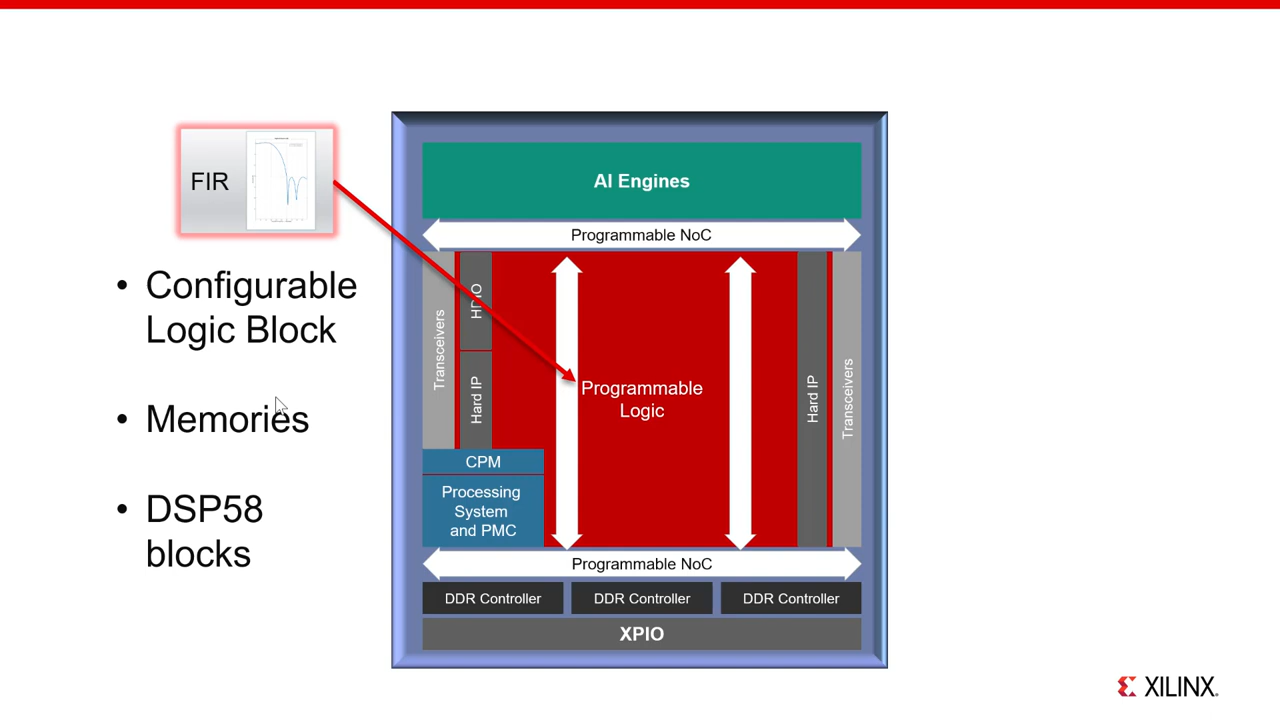 FIR
• Configurable
Logic Block
• Memories
• DSP58
blocks
AI Engines
Programmable NoC
Transceivers
HDIO
Hard IP
Programmable
Logic
Hard IP
Transceivers
CPM
Processing
System
and PMC
Programmable NoC
DDR Controller
DDR Controller
DDR Controller
XPIO
XILINX.